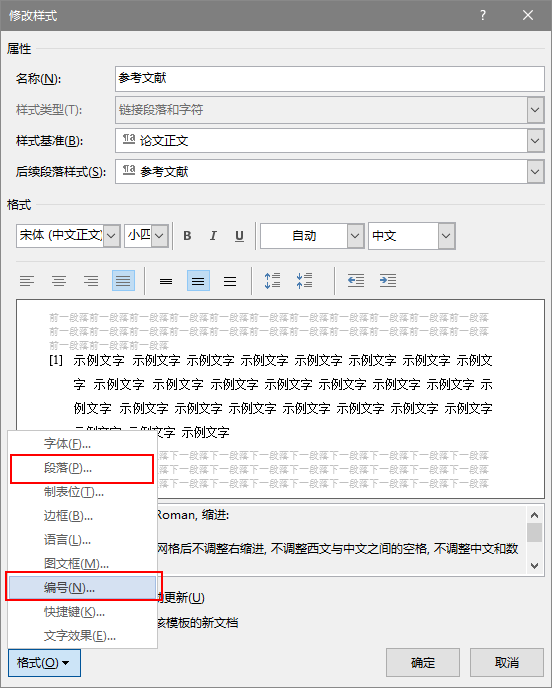 修改样式
?
属性
名称(N): 参考文献
样式类型(T): 链接段落和字符
样式基准(B): 论文正文
后续段落样式(S): 参考文献
格式
宋体 (中文正文) 小四 B I U 自动 中文
前一段落前一段落前一段落前一段落前一段落前一段落前一段落前一段落前一段落前一段落前一段落
前一段落前一段落前一段落前一段落前一段落前一段落前一段落前一段落前一段落前一段落前一段落
前一段落前一段落前一段落
[1] 示例文字 示例文字 示例文字 示例文字 示例文字 示例文字 示例文字 示例文
字 示例文字 示例文字 示例文字 示例文字 示例文字 示例文字 示例文字 示
例文字 示例文字 示例文字 示例文字 示例文字 示例文字 示例文字 示例文字
示例文字
落下一段落下一段落下一段落下一段落下一段落下一段落下一段落下一段落
落下一段落下一段落下一段落下一段落下一段落下一段落下一段落下一段落
落下一段落下一段落下一段落下一段落下一段落下一段落下一段落下一段落
字体(F)...
段落(P)...
制表位(T)...
边框(B)...
语言(L)...
图文框(M)...
编号(N)...
快捷键(K)...
文字效果(E)...
Roman, 缩进:
网格后不调整右缩进, 不调整西文与中文之间的空格, 不调整中文和数
更新(U)
该模板的新文档
格式(O)
确定
取消